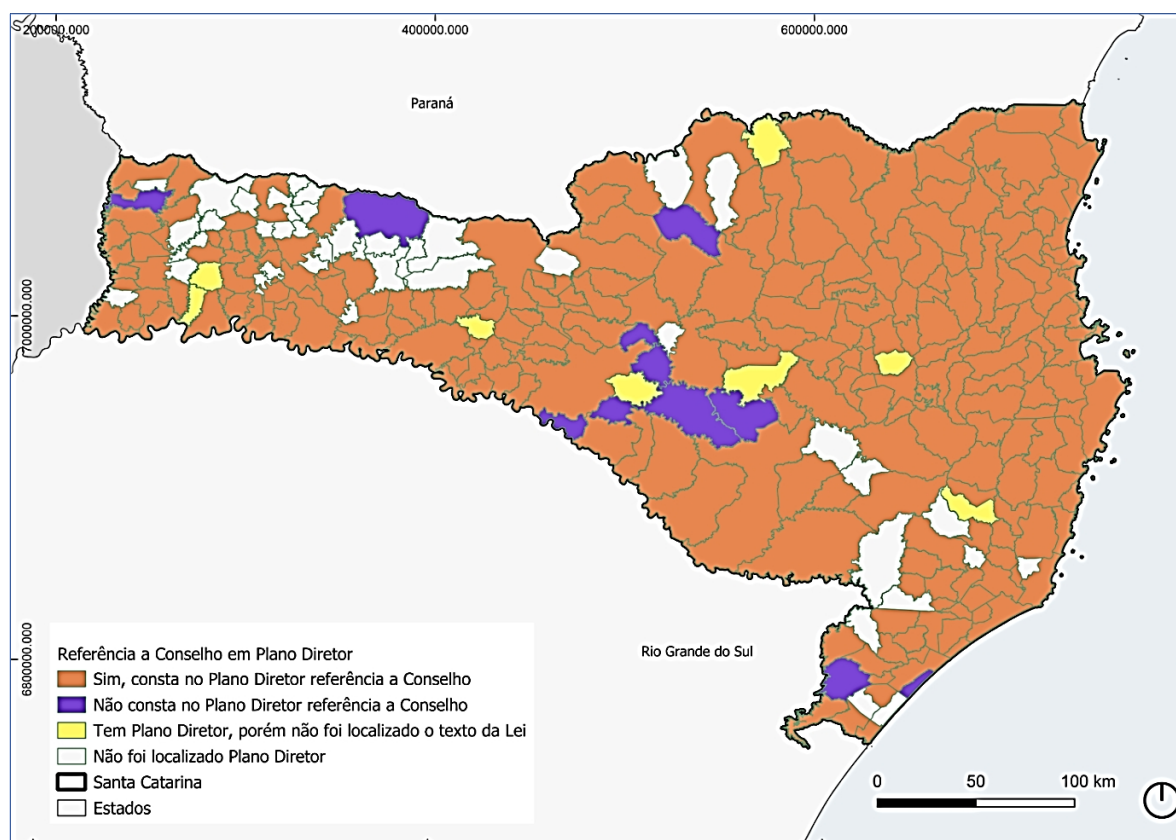 200000.000
400000.000
600000.000
Paraná
7000000.000
6800000.000
Rio Grande do Sul
Referência a Conselho em Plano Diretor
Sim, consta no Plano Diretor referência a Conselho
Não consta no Plano Diretor referência a Conselho
Tem Plano Diretor, porém não foi localizado o texto da Lei
Não foi localizado Plano Diretor
Santa Catarina
Estados
0 50 100 km